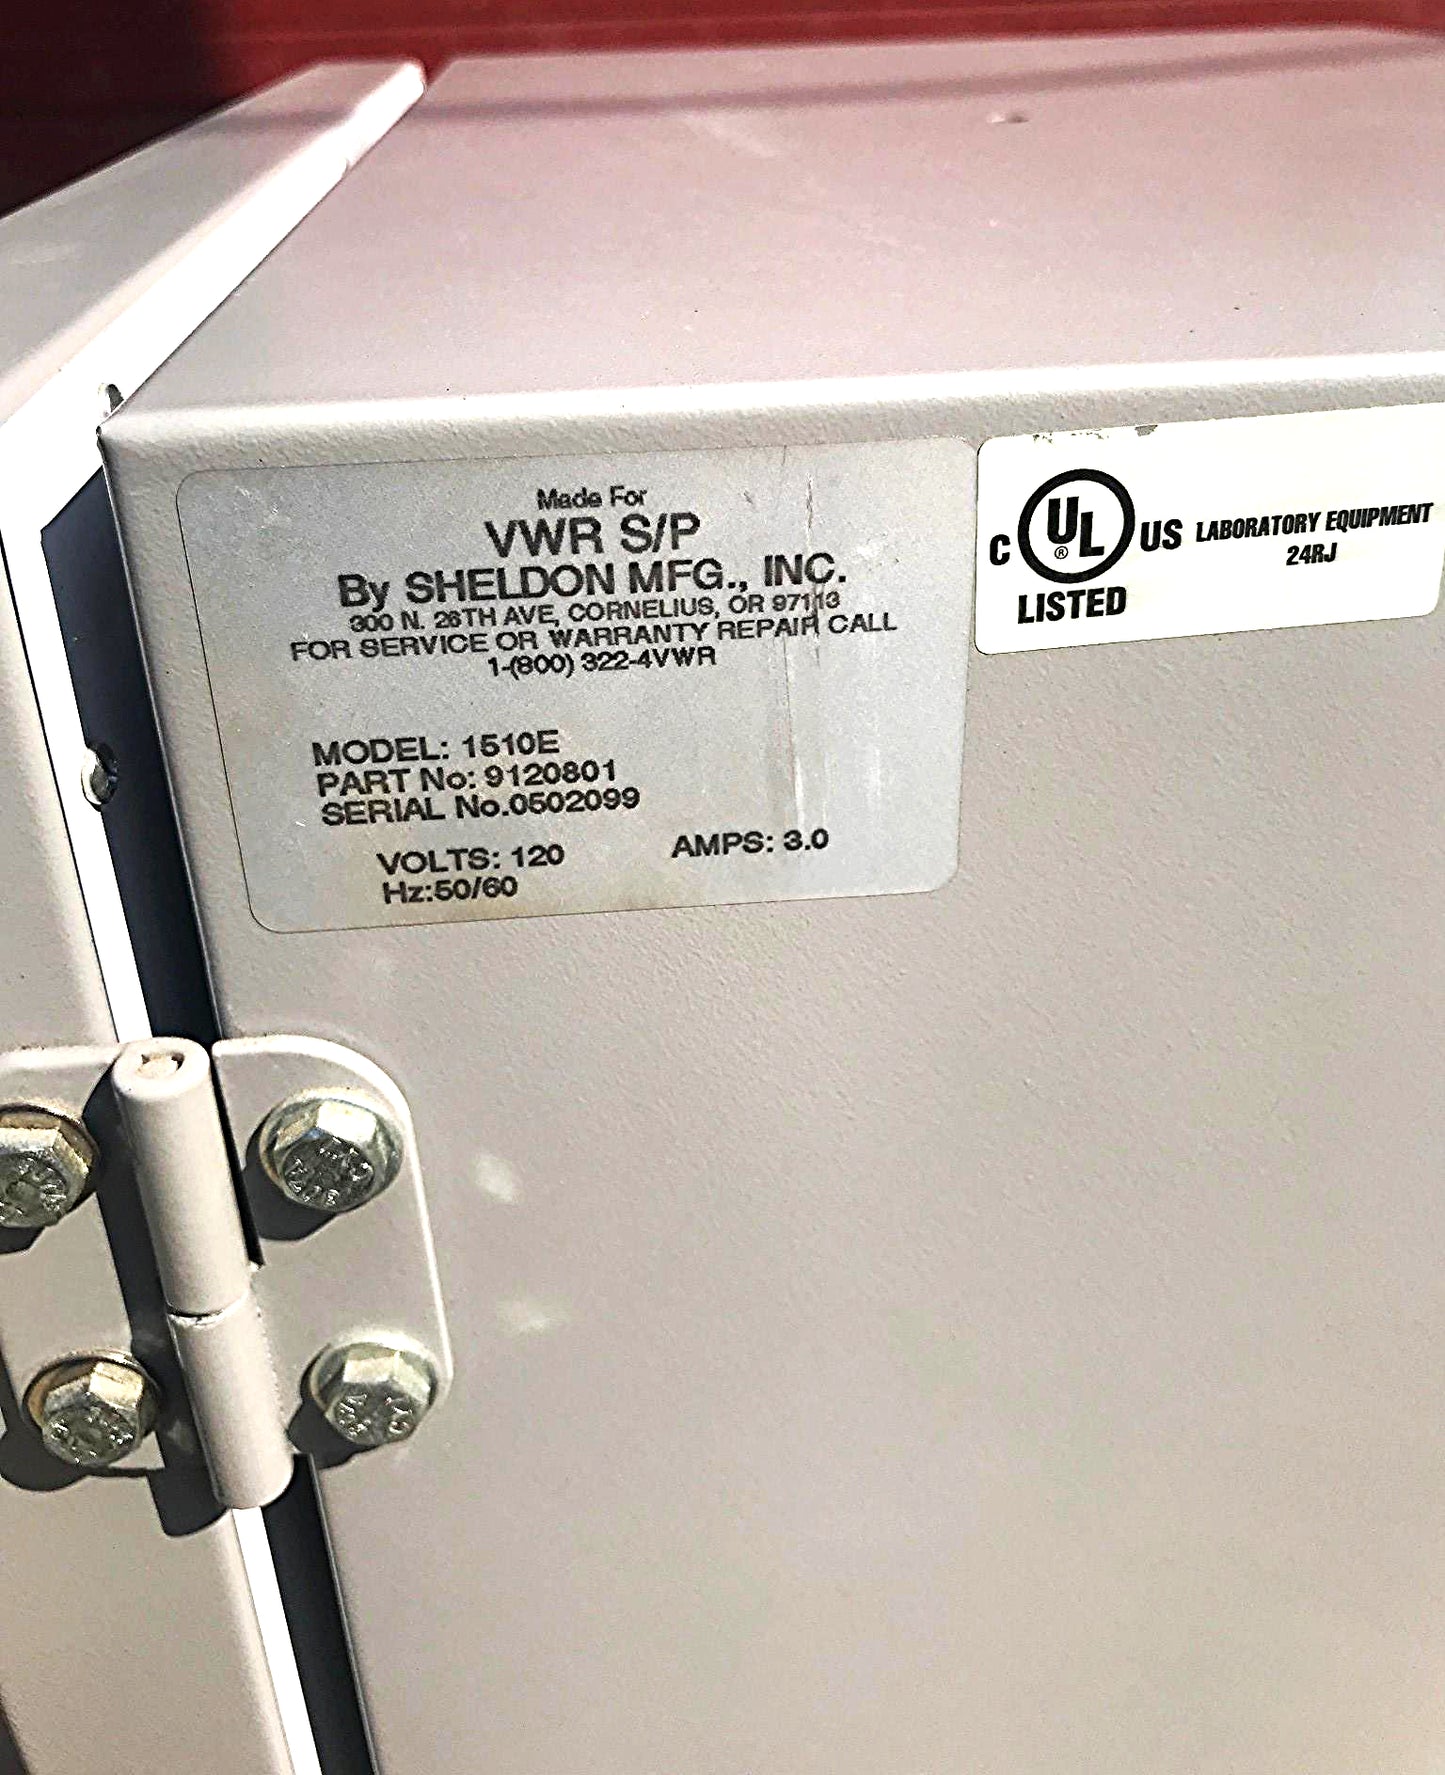 Made For
VWR S/P
By SHELDON MFG., INC.
300 N. 26TH AVE, CORNELIUS, OR 97113
FOR SERVICE OR WARRANTY REPAIR CALL
1-(800) 322-4VWR
MODEL: 1510E
PART No: 9120801
SERIAL No.0502099
VOLTS: 120 AMPS: 3.0
Hz:50/60
C UL ® US LABORATORY EQUIPMENT
24RJ
LISTED